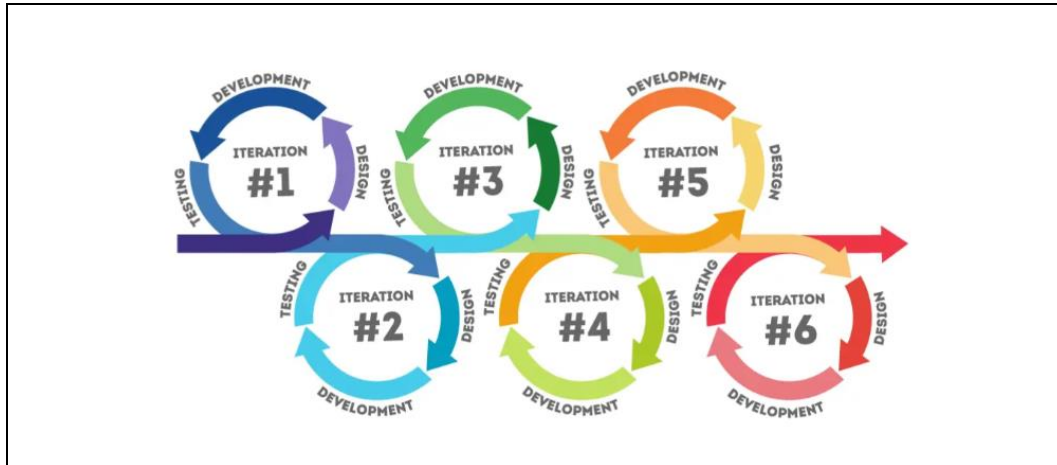 DEVELOPMENT
ITERATION
#1
DESIGN
TESTING
DEVELOPMENT
ITERATION
#3
DESIGN
TESTING
DEVELOPMENT
ITERATION
#5
DESIGN
TESTING
TESTING
ITERATION
#2
DESIGN
DEVELOPMENT
TESTING
ITERATION
#4
DESIGN
DEVELOPMENT
TESTING
ITERATION
#6
DESIGN
DEVELOPMENT